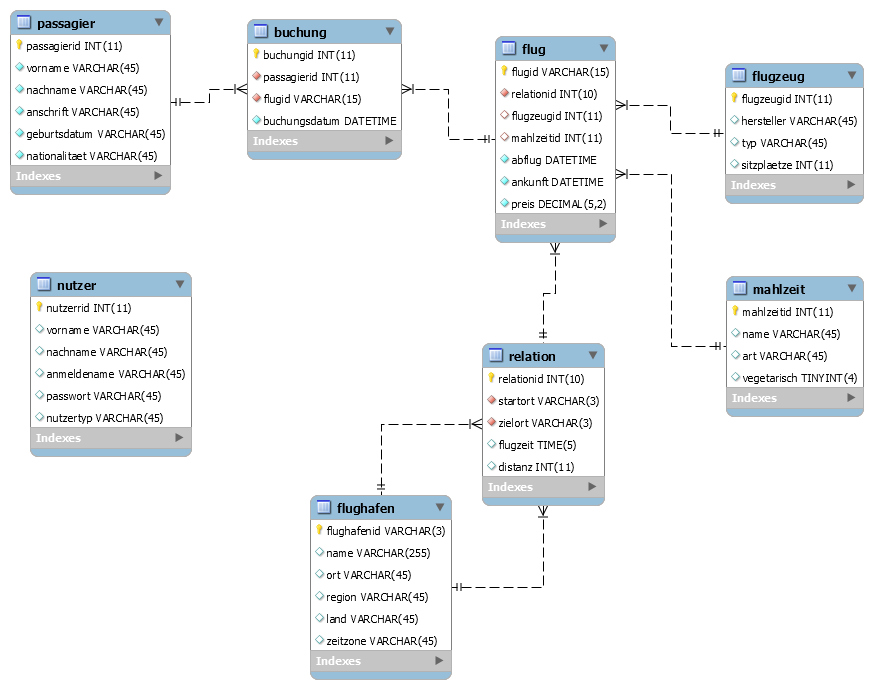 passagier
passagierid INT(11)
vorname VARCHAR(45)
nachname VARCHAR(45)
anschrift VARCHAR(45)
geburtsdatum VARCHAR(45)
nationalitaet VARCHAR(45)
Indexes
buchung
buchungid INT(11)
passagierid INT(11)
flugid VARCHAR(15)
buchungsdatum DATETIME
Indexes
flug
flugid VARCHAR(15)
relationid INT(10)
flugzeugid INT(11)
mahlzeitid INT(11)
abflug DATETIME
ankunft DATETIME
preis DECIMAL(5,2)
Indexes
flugzeug
flugzeugid INT(11)
hersteller VARCHAR(45)
typ VARCHAR(45)
sitzplaetze INT(11)
Indexes
nutzer
nutzerrid INT(11)
vorname VARCHAR(45)
nachname VARCHAR(45)
anmeldename VARCHAR(45)
passwort VARCHAR(45)
nutzertyp VARCHAR(45)
Indexes
relation
relationid INT(10)
startort VARCHAR(3)
zielort VARCHAR(3)
flugzeit TIME(5)
distanz INT(11)
Indexes
mahlzeit
mahlzeitid INT(11)
name VARCHAR(45)
art VARCHAR(45)
vegetarisch TINYINT(4)
Indexes
flughafen
flughafenid VARCHAR(3)
name VARCHAR(255)
ort VARCHAR(45)
region VARCHAR(45)
land VARCHAR(45)
zeitzone VARCHAR(45)
Indexes